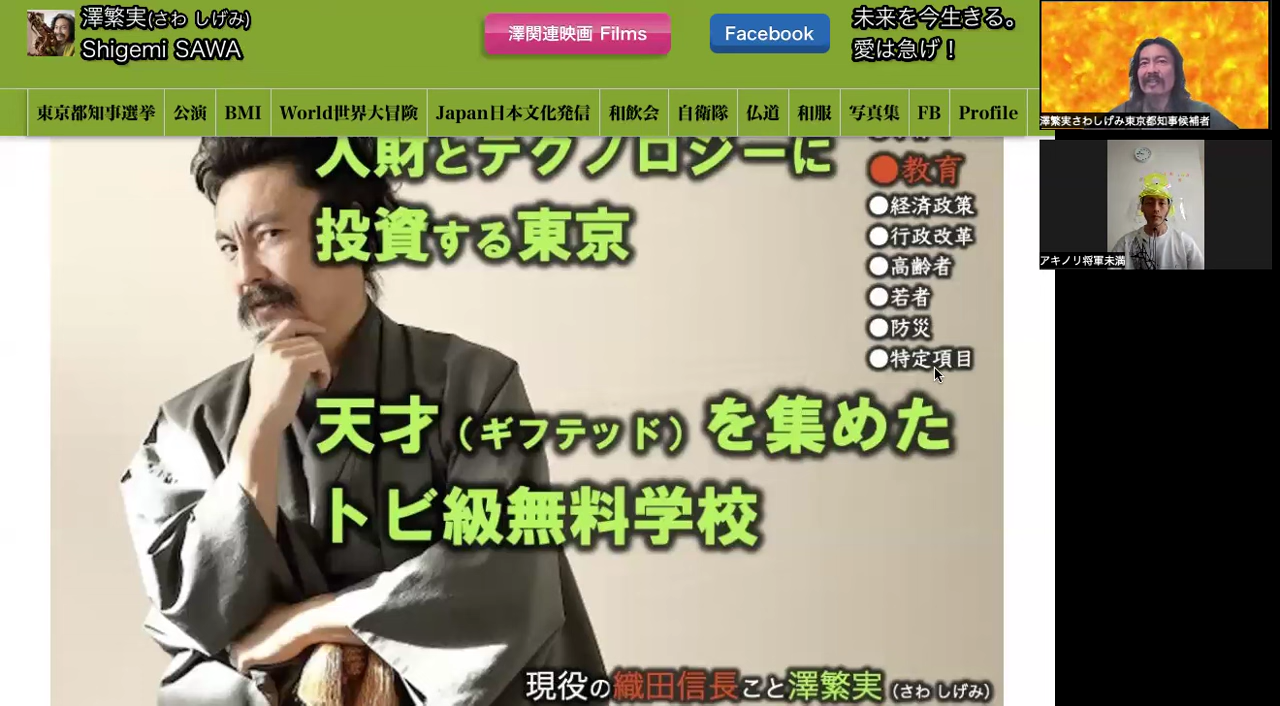 澤繁実(さわ しげみ)
Shigemi SAWA
澤関連映画 Films
Facebook
未来を今生きる。
愛は急げ！
東京都知事選挙 公演 BMI World世界大冒険 Japan日本文化発信 和飲会 自衛隊 仏道 和服 写真集 FB Profile
澤繁実さわしげみ東京都知事候補者
アキノリ将軍未満
人財とテクノロジーに
投資する東京
●教育
●経済政策
●行政改革
●高齢者
●若者
●防災
●特定項目
天才（ギフテッド）を集めた
トビ級無料学校
現役の織田信長こと澤繁実（さわ しげみ）